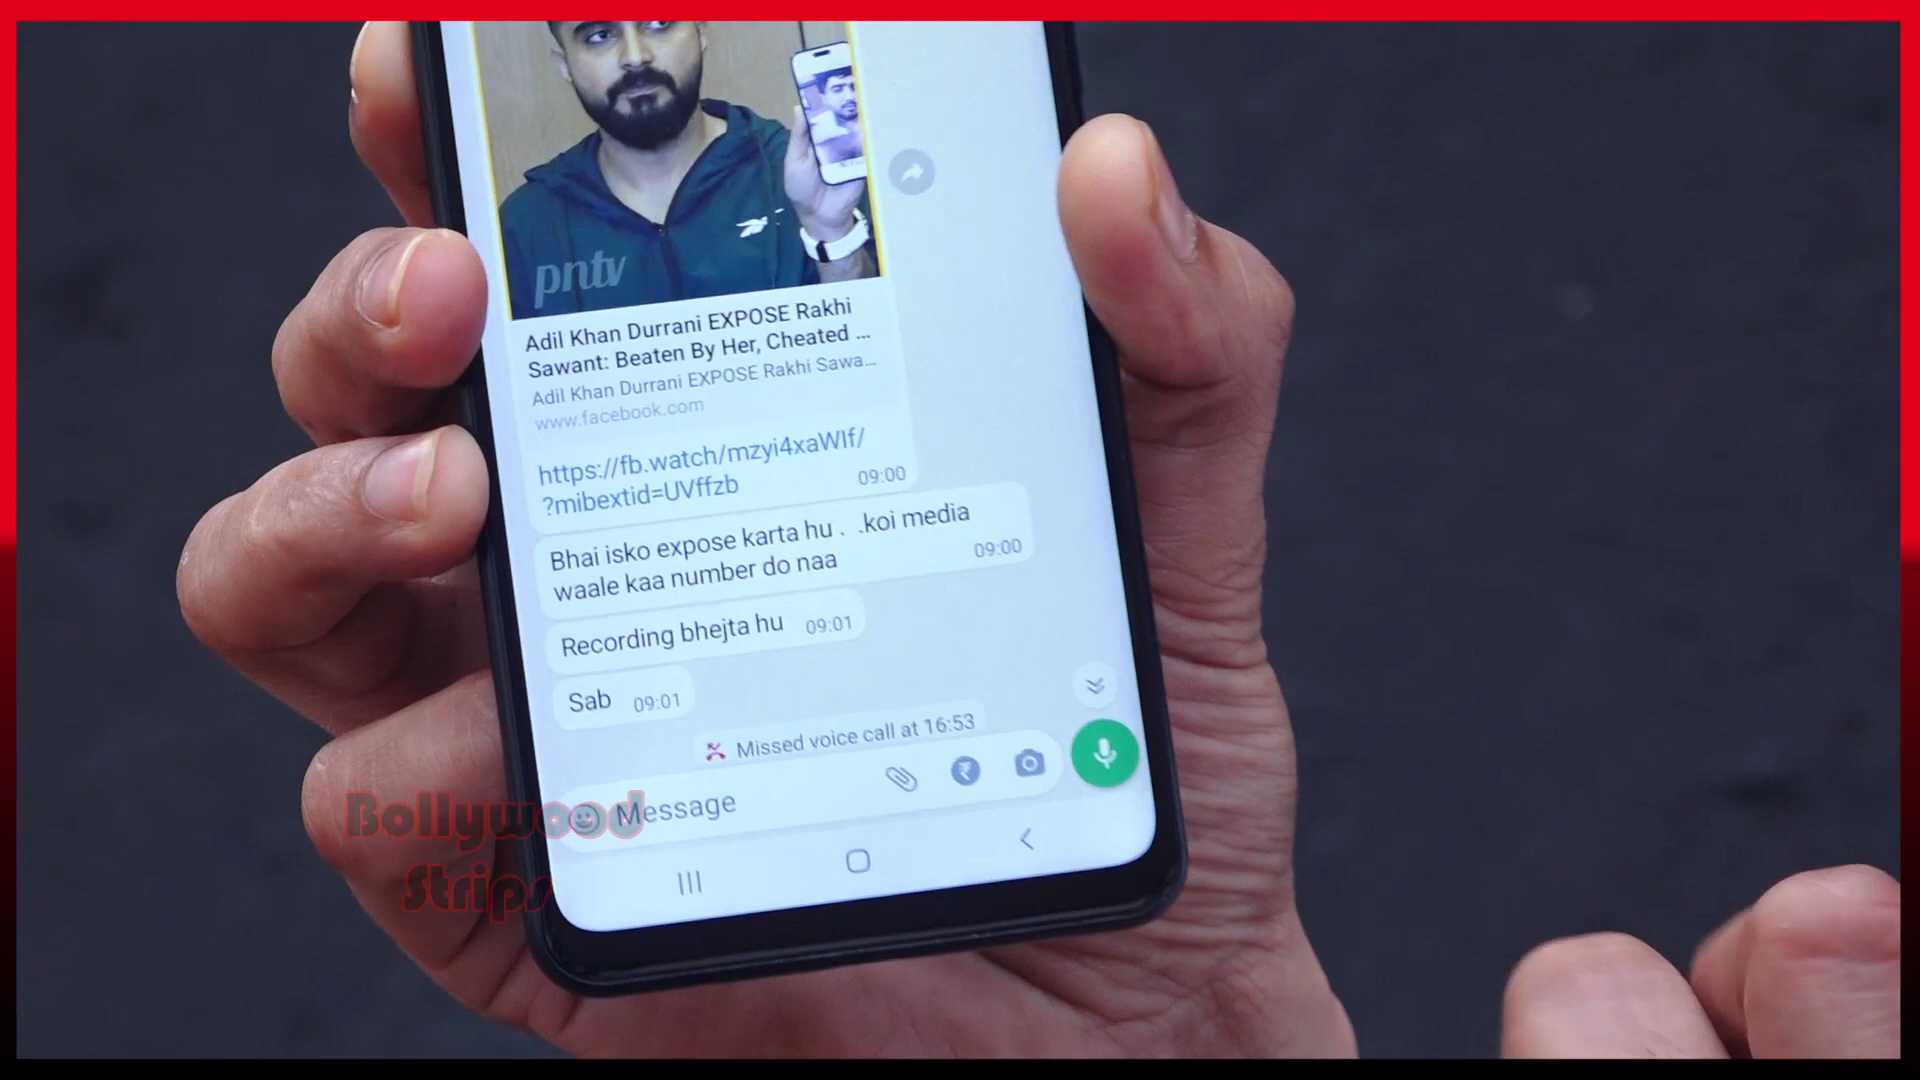 pntv
Adil Khan Durrani EXPOSE Rakhi
Sawant: Beaten By Her, Cheated ...
Adil Khan Durrani EXPOSE Rakhi Sawa...
www.facebook.com
https://fb.watch/mzyi4xaWIf/
?mibextid=UVffzb
09:00
Bhai isko expose karta hu . .koi media
waale kaa number do naa
09:00
Recording bhejta hu 09:01
Sab 09:01
Missed voice call at 16:53
Message
Bollywood
Strips